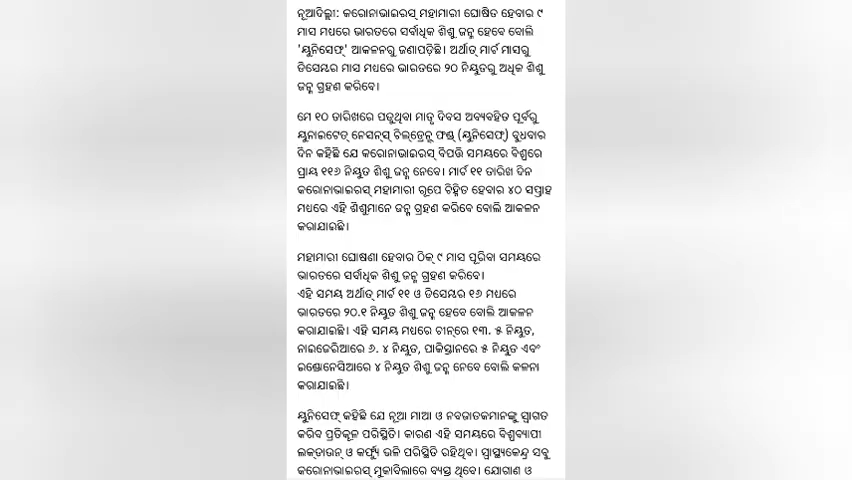 ନୂଆଦିଲ୍ଲୀ: କରୋନାଭାଇରସ୍ ମହାମାରୀ ଘୋଷିତ ହେବାର ୯
ମାସ ମଧ୍ୟରେ ଭାରତରେ ସର୍ବାଧିକ ଶିଶୁ ଜନ୍ମ ହେବେ ବୋଲି
'ୟୁନିସେଫ୍' ଆକଳନରୁ ଜଣାପଡ଼ିଛି। ଅର୍ଥାତ୍ ମାର୍ଚ୍ଚ ମାସରୁ
ଡିସେମ୍ବର ମାସ ମଧ୍ୟରେ ଭାରତରେ ୨୦ ନିୟୁତରୁ ଅଧିକ ଶିଶୁ
ଜନ୍ମ ଗ୍ରହଣ କରିବେ।
ମେ ୧୦ ତାରିଖରେ ପଡୁଥିବା ମାତୃ ଦିବସ ଅବ୍ୟବହିତ ପୂର୍ବରୁ
ୟୁନାଇଟେଡ୍ ନେସନ୍‌ସ୍ ଚିଲ୍‌ଡ୍ରେନ୍ସ ଫଣ୍ଡ୍ (ୟୁନିସେଫ୍) ବୁଧବାର
ଦିନ କହିଛି ଯେ କରୋନାଭାଇରସ୍ ବିପତ୍ତି ସମୟରେ ବିଶ୍ୱରେ
ପ୍ରାୟ ୧୧୬ ନିୟୁତ ଶିଶୁ ଜନ୍ମ ନେବେ। ମାର୍ଚ୍ଚ ୧୧ ତାରିଖ ଦିନ
କରୋନାଭାଇରସ୍ ମହାମାରୀ ରୂପେ ଚିହ୍ନିତ ହେବାର ୪୦ ସପ୍ତାହ
ମଧ୍ୟରେ ଏହି ଶିଶୁମାନେ ଜନ୍ମ ଗ୍ରହଣ କରିବେ ବୋଲି ଆକଳନ
କରାଯାଇଛି।
ମହାମାରୀ ଘୋଷଣା ହେବାର ଠିକ୍ ୯ ମାସ ପୂରିବା ସମୟରେ
ଭାରତରେ ସର୍ବାଧିକ ଶିଶୁ ଜନ୍ମ ଗ୍ରହଣ କରିବେ।
ଏହି ସମୟ ଅର୍ଥାତ୍ ମାର୍ଚ୍ଚ ୧୧ ଓ ଡିସେମ୍ବର ୧୬ ମଧ୍ୟରେ
ଭାରତରେ ୨୦.୧ ନିୟୁତ ଶିଶୁ ଜନ୍ମ ହେବେ ବୋଲି ଆକଳନ
କରାଯାଇଛି। ଏହି ସମୟ ମଧ୍ୟରେ ଚୀନ୍‌ରେ ୧୩. ୫ ନିୟୁତ,
ନାଇଜେରିଆରେ ୬. ୪ ନିୟୁତ, ପାକିସ୍ତାନରେ ୫ ନିୟୁତ ଏବଂ
ଇଣ୍ଡୋନେସିଆରେ ୪ ନିୟୁତ ଶିଶୁ ଜନ୍ମ ନେବେ ବୋଲି କଳନା
କରାଯାଇଛି।
ୟୁନିସେଫ୍ କହିଛି ଯେ ନୂଆ ମାଆ ଓ ନବଜାତକମାନଙ୍କୁ ସ୍ୱାଗତ
କରିବ ପ୍ରତିକୂଳ ପରିସ୍ଥିତି। କାରଣ ଏହି ସମୟରେ ବିଶ୍ୱବ୍ୟାପୀ
ଲକ୍‌ଡାଉନ୍ ଓ କର୍ଫ୍ୟୁ ଭଳି ପରିସ୍ଥିତି ରହିଥିବ। ସ୍ୱାସ୍ଥ୍ୟକେନ୍ଦ୍ର ସବୁ
କରୋନାଭାଇରସ୍ ମୁକାବିଲାରେ ବ୍ୟସ୍ତ ଥିବେ। ଯୋଗାଣ ଓ